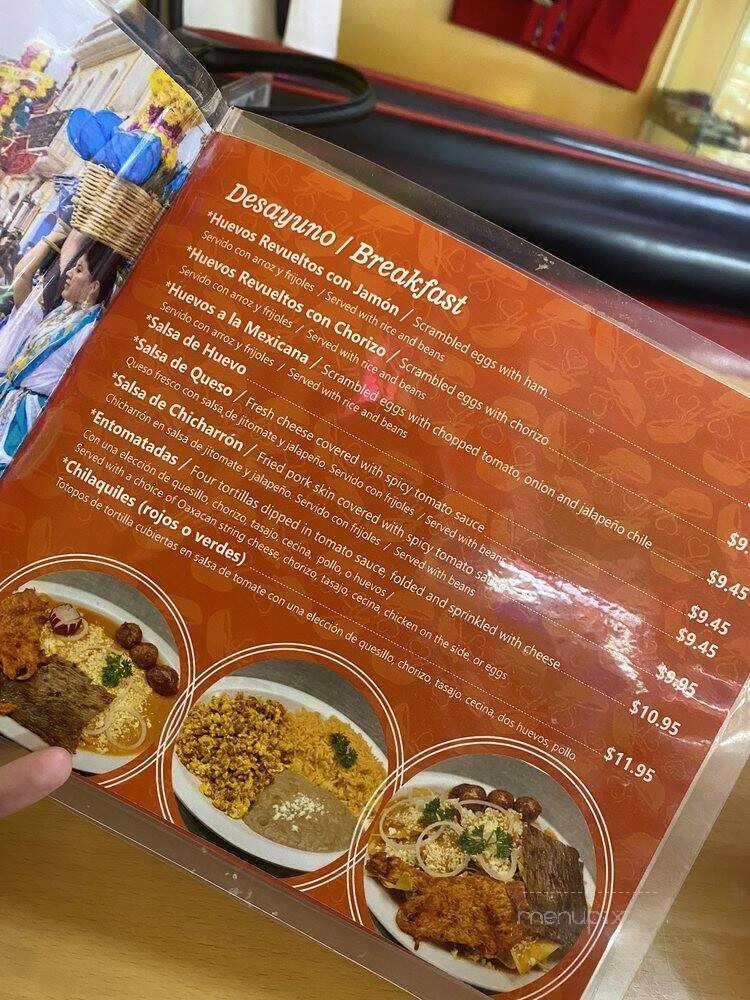 Desayuno / Breakfast
*Huevos Revueltos con Jamón / Scrambled eggs with ham
Servido con arroz y frijoles / Served with rice and beans
*Huevos Revueltos con Chorizo / Scrambled eggs with chorizo $9
Servido con arroz y frijoles / Served with rice and beans
*Huevos a la Mexicana / Scrambled eggs with chopped tomato, onion and jalapeño chile $9.45
Servido con arroz y frijoles / Served with rice and beans
*Salsa de Huevo $9.45
*Salsa de Queso / Fresh cheese covered with spicy tomato sauce $9.45
Queso fresco con salsa de jitomate y jalapeño. Servido con frijoles / Served with beans
*Salsa de Chicharrón / Fried pork skin covered with spicy tomato sauce $9.95
Chicharrón en salsa de jitomate y jalapeño. Servido con frijoles / Served with beans
*Entomatadas / Four tortillas dipped in tomato sauce, folded and sprinkled with cheese $10.95
Con una elección de quesillo, chorizo, tasajo, cecina, pollo, o huevos /
Served with a choice of Oaxacan string cheese, chorizo, tasajo, cecina, chicken on the side, or eggs
*Chilaquiles (rojos o verdes) $11.95
Totopos de tortilla cubiertas en salsa de tomate con una elección de quesillo, chorizo, tasajo, cecina, dos huevos, pollo.
menupix